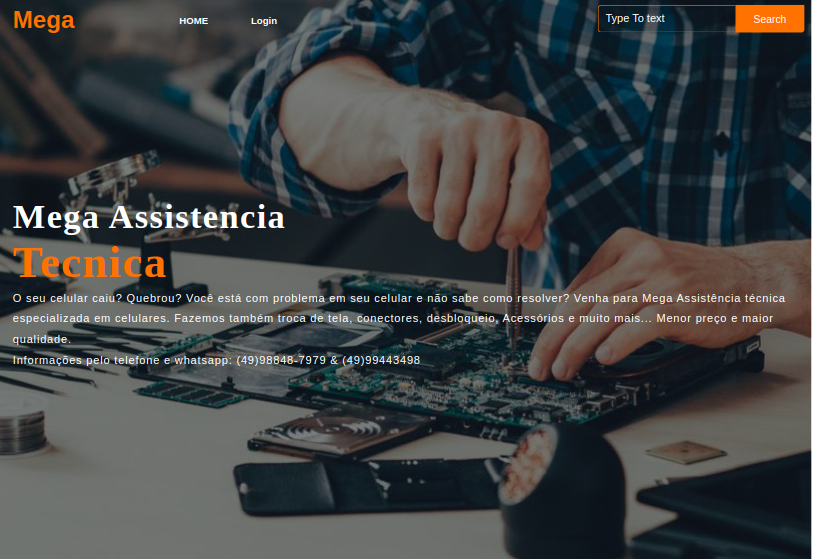 Mega
HOME
Login
Type To text
Search
Mega Assistencia
Tecnica
O seu celular caiu? Quebrou? Você está com problema em seu celular e não sabe como resolver? Venha para Mega Assistência técnica
especializada em celulares. Fazemos também troca de tela, conectores, desbloqueio, Acessórios e muito mais... Menor preço e maior
qualidade.
Informações pelo telefone e whatsapp: (49)98848-7979 & (49)99443498